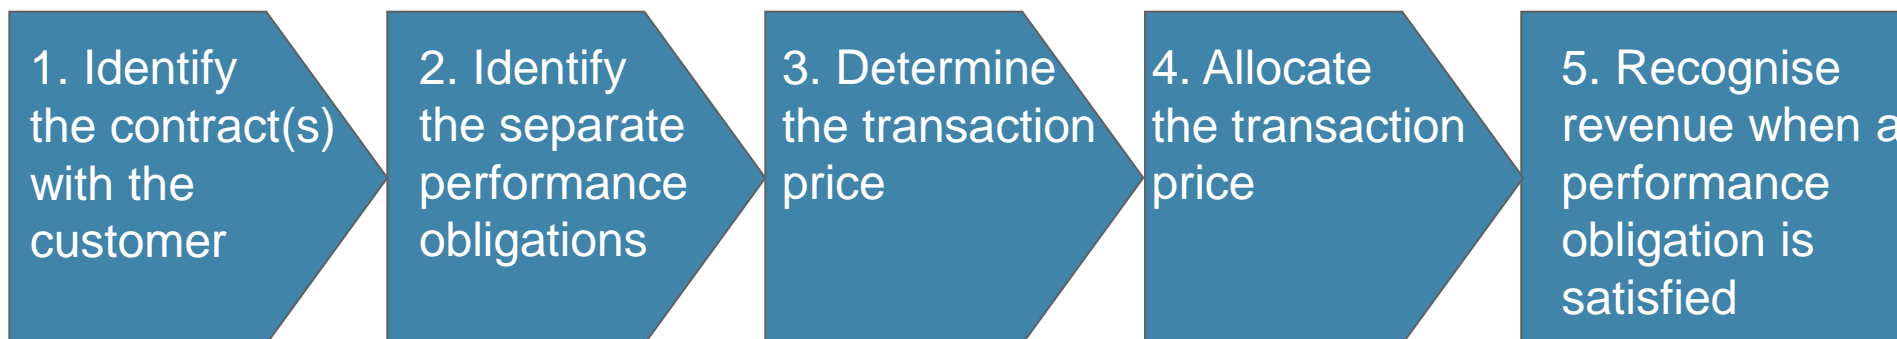 1. Identify
the contract(s)
with the
customer
2. Identify
the separate
performance
obligations
3. Determine
the transaction
price
4. Allocate
the transaction
price
5. Recognise
revenue when a
performance
obligation is
satisfied